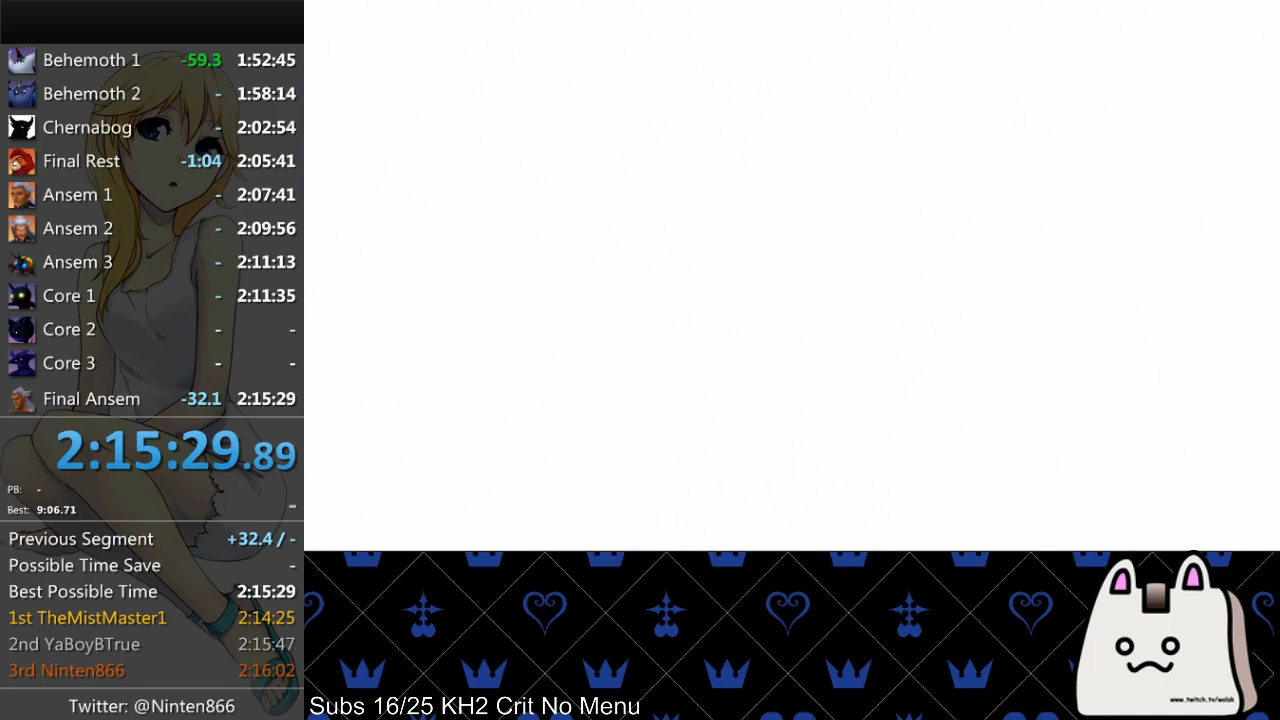 Behemoth 1 -59.3 1:52:45
Behemoth 2 - 1:58:14
Chernabog - 2:02:54
Final Rest -1:04 2:05:41
Ansem 1 - 2:07:41
Ansem 2 - 2:09:56
Ansem 3 - 2:11:13
Core 1 - 2:11:35
Core 2 - -
Core 3 - -
Final Ansem -32.1 2:15:29
2:15:29.89
PB: -
Best: 9:06.71 -
Previous Segment +32.4 / -
Possible Time Save -
Best Possible Time 2:15:29
1st TheMistMaster1 2:14:25
2nd YaBoyBTrue 2:15:47
3rd Ninten866 2:16:02
Twitter: @Ninten866
Subs 16/25 KH2 Crit No Menu